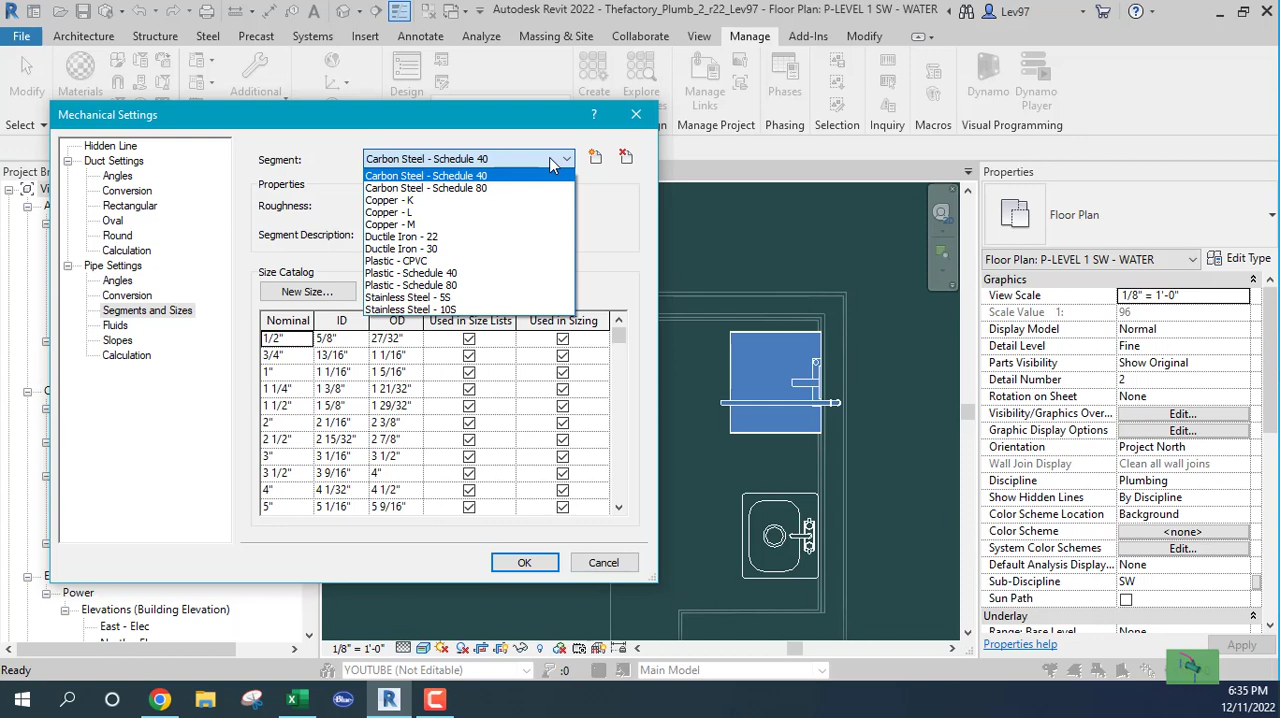 Autodesk Revit 2022 - Thefactory_Plumb_2_r22_Lev97 - Floor Plan: P-LEVEL 1 SW - WATER
Lev97
File Architecture Structure Steel Precast Systems Insert Annotate Analyze Massing & Site Collaborate View Manage Add-Ins Modify
Modify Materials Additional Design Create Explore Manage Links Phases Dynamo Dynamo Player
Select Manage Project Phasing Selection Inquiry Macros Visual Programming
Mechanical Settings
Project Br
Properties
Hidden Line
Duct Settings
Angles
Conversion
Rectangular
Oval
Round
Calculation
Pipe Settings
Angles
Conversion
Segments and Sizes
Fluids
Slopes
Calculation
Segment: Carbon Steel - Schedule 40
Properties
Roughness:
Segment Description:
Carbon Steel - Schedule 40
Carbon Steel - Schedule 80
Copper - K
Copper - L
Copper - M
Ductile Iron - 22
Ductile Iron - 30
Plastic - CPVC
Plastic - Schedule 40
Plastic - Schedule 80
Stainless Steel - 5S
Stainless Steel - 10S
Size Catalog
New Size...
Nominal ID OD Used in Size Lists Used in Sizing
1/2" 5/8" 27/32"
3/4" 13/16" 1 1/16"
1" 1 1/16" 1 5/16"
1 1/4" 1 3/8" 1 21/32"
1 1/2" 1 5/8" 1 29/32"
2" 2 1/16" 2 3/8"
2 1/2" 2 15/32" 2 7/8"
3" 3 1/16" 3 1/2"
3 1/2" 3 9/16" 4"
4" 4 1/32" 4 1/2"
5" 5 1/16" 5 9/16"
OK Cancel
Power
Elevations (Building Elevation)
East - Elec
Floor Plan
Floor Plan: P-LEVEL 1 SW - WATER Edit Type
Graphics
View Scale 1/8" = 1'-0"
Scale Value 1: 96
Display Model Normal
Detail Level Fine
Parts Visibility Show Original
Detail Number 2
Rotation on Sheet None
Visibility/Graphics Over... Edit...
Graphic Display Options Edit...
Orientation Project North
Wall Join Display Clean all wall joins
Discipline Plumbing
Show Hidden Lines By Discipline
Color Scheme Location Background
Color Scheme <none>
System Color Schemes Edit...
Default Analysis Display... None
Sub-Discipline SW
Sun Path
Underlay
Properties help Apply
1/8" = 1'-0"
Ready YOUTUBE (Not Editable) :0 Main Model
Blue
6:35 PM
12/11/2022